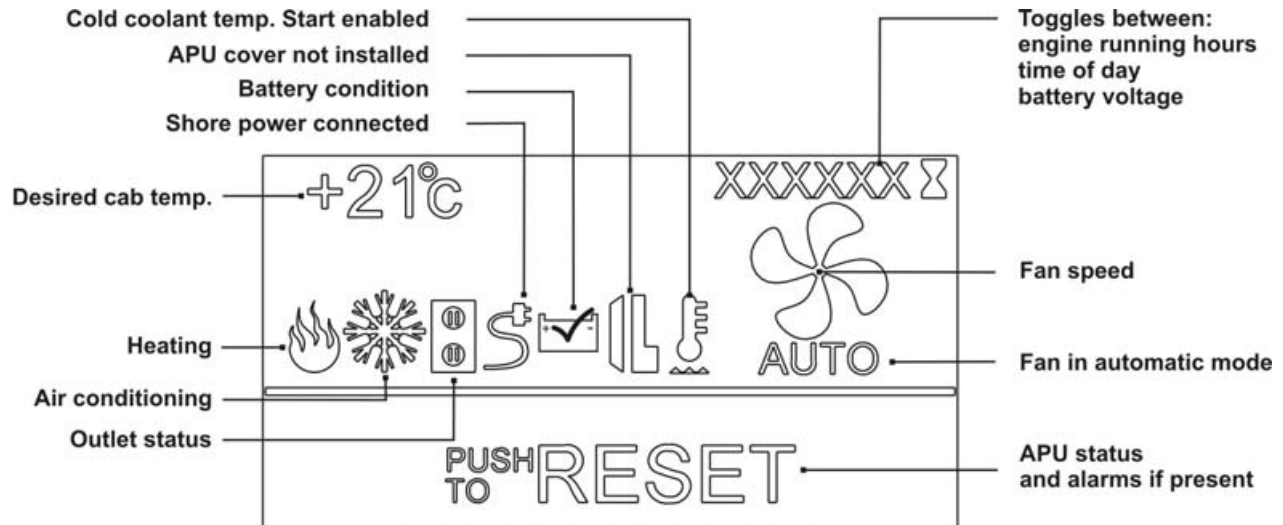 Cold coolant temp. Start enabled
APU cover not installed
Battery condition
Shore power connected
Desired cab temp.
Heating
Air conditioning
Outlet status
Toggles between:
engine running hours
time of day
battery voltage
Fan speed
Fan in automatic mode
APU status
and alarms if present
+21°C
XXXXXX
AUTO
PUSH
TO
RESET